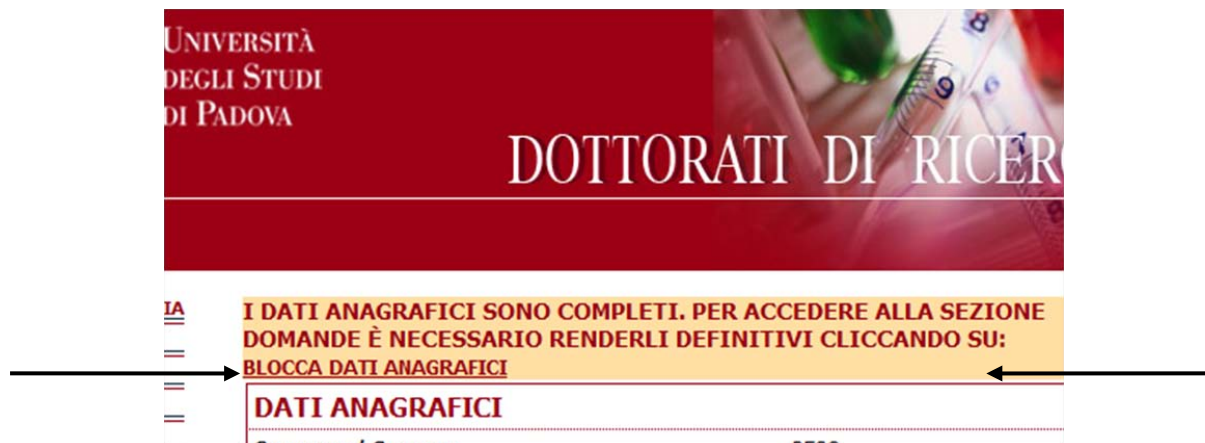 UNIVERSITÀ
DEGLI STUDI
DI PADOVA
DOTTORATI DI
IA
I DATI ANAGRAFICI SONO COMPLETI. PER ACCEDERE ALLA SEZIONE
DOMANDE È NECESSARIO RENDERLI DEFINITIVI CLICCANDO SU:
BLOCCA DATI ANAGRAFICI
DATI ANAGRAFICI